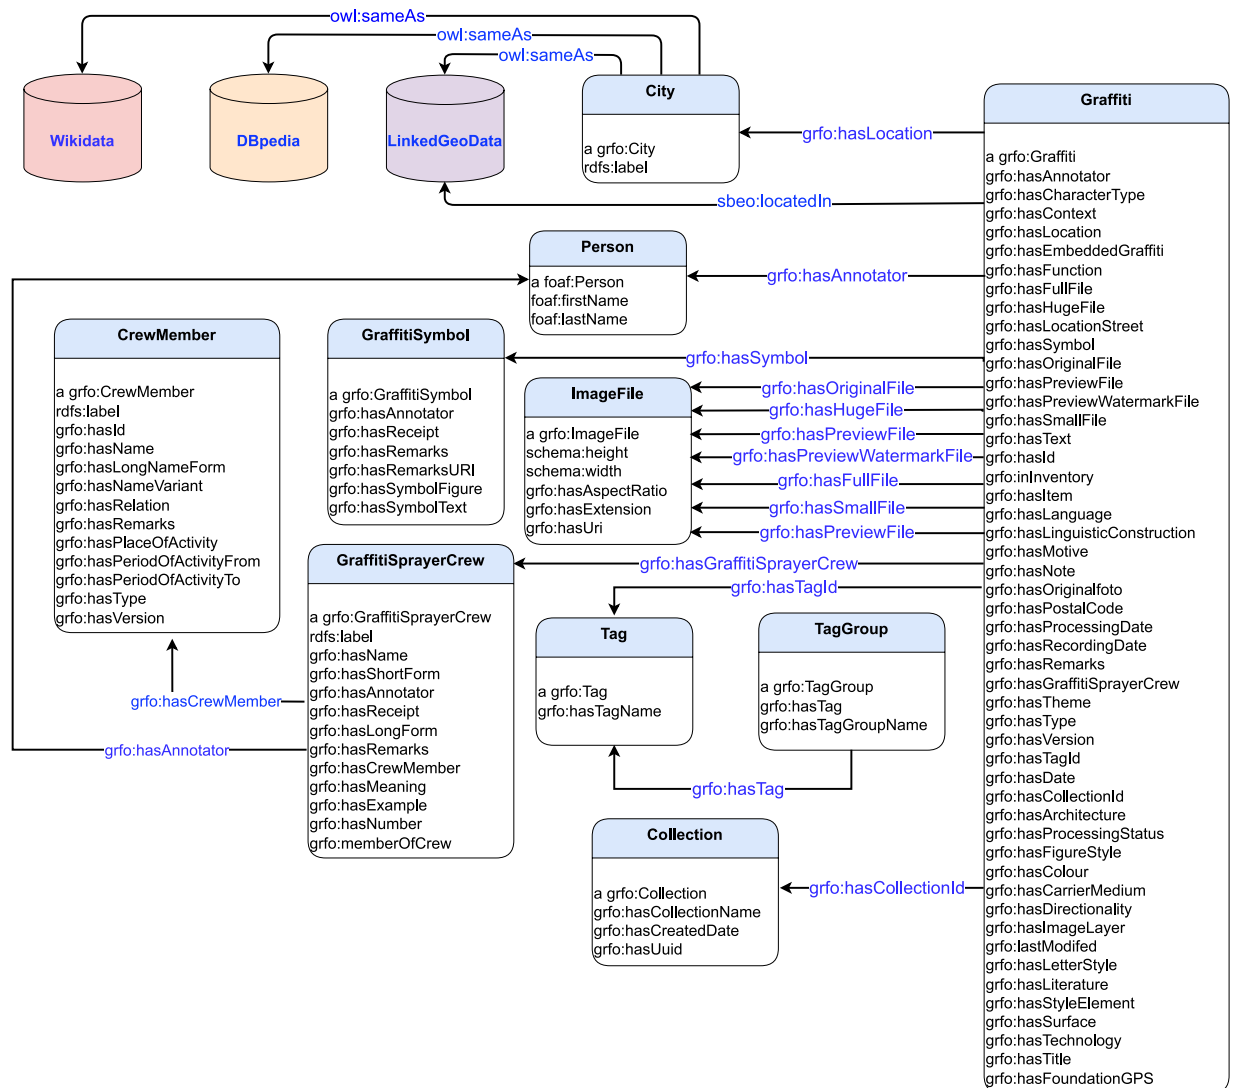 owl:sameAs
owl:sameAs
owl:sameAs
Wikidata
DBpedia
LinkedGeoData
City
a grfo:City
rdfs:label
grfo:hasLocation
sbeo:locatedIn
Person
a foaf:Person
foaf:firstName
foaf:lastName
grfo:hasAnnotator
CrewMember
a grfo:CrewMember
rdfs:label
grfo:hasId
grfo:hasName
grfo:hasLongNameForm
grfo:hasNameVariant
grfo:hasRelation
grfo:hasRemarks
grfo:hasPlaceOfActivity
grfo:hasPeriodOfActivityFrom
grfo:hasPeriodOfActivityTo
grfo:hasType
grfo:hasVersion
GraffitiSymbol
a grfo:GraffitiSymbol
grfo:hasAnnotator
grfo:hasReceipt
grfo:hasRemarks
grfo:hasRemarksURI
grfo:hasSymbolFigure
grfo:hasSymbolText
grfo:hasSymbol
ImageFile
a grfo:ImageFile
schema:height
schema:width
grfo:hasAspectRatio
grfo:hasExtension
grfo:hasUri
grfo:hasOriginalFile
grfo:hasHugeFile
grfo:hasPreviewFile
grfo:hasPreviewWatermarkFile
grfo:hasFullFile
grfo:hasSmallFile
grfo:hasPreviewFile
GraffitiSprayerCrew
a grfo:GraffitiSprayerCrew
rdfs:label
grfo:hasName
grfo:hasShortForm
grfo:hasAnnotator
grfo:hasReceipt
grfo:hasLongForm
grfo:hasRemarks
grfo:hasCrewMember
grfo:hasMeaning
grfo:hasExample
grfo:hasNumber
grfo:memberOfCrew
grfo:hasGraffitiSprayerCrew
grfo:hasTagId
grfo:hasCrewMember
grfo:hasAnnotator
Tag
a grfo:Tag
grfo:hasTagName
TagGroup
a grfo:TagGroup
grfo:hasTag
grfo:hasTagGroupName
grfo:hasTag
Collection
a grfo:Collection
grfo:hasCollectionName
grfo:hasCreatedDate
grfo:hasUuid
grfo:hasCollectionId
Graffiti
a grfo:Graffiti
grfo:hasAnnotator
grfo:hasCharacterType
grfo:hasContext
grfo:hasLocation
grfo:hasEmbeddedGraffiti
grfo:hasFunction
grfo:hasFullFile
grfo:hasHugeFile
grfo:hasLocationStreet
grfo:hasSymbol
grfo:hasOriginalFile
grfo:hasPreviewFile
grfo:hasPreviewWatermarkFile
grfo:hasSmallFile
grfo:hasText
grfo:hasId
grfo:inInventory
grfo:hasItem
grfo:hasLanguage
grfo:hasLinguisticConstruction
grfo:hasMotive
grfo:hasNote
grfo:hasOriginalfoto
grfo:hasPostalCode
grfo:hasProcessingDate
grfo:hasRecordingDate
grfo:hasRemarks
grfo:hasGraffitiSprayerCrew
grfo:hasTheme
grfo:hasType
grfo:hasVersion
grfo:hasTagId
grfo:hasDate
grfo:hasCollectionId
grfo:hasArchitecture
grfo:hasProcessingStatus
grfo:hasFigureStyle
grfo:hasColour
grfo:hasCarrierMedium
grfo:hasDirectionality
grfo:hasImageLayer
grfo:lastModifed
grfo:hasLetterStyle
grfo:hasLiterature
grfo:hasStyleElement
grfo:hasSurface
grfo:hasTechnology
grfo:hasTitle
grfo:hasFoundationGPS